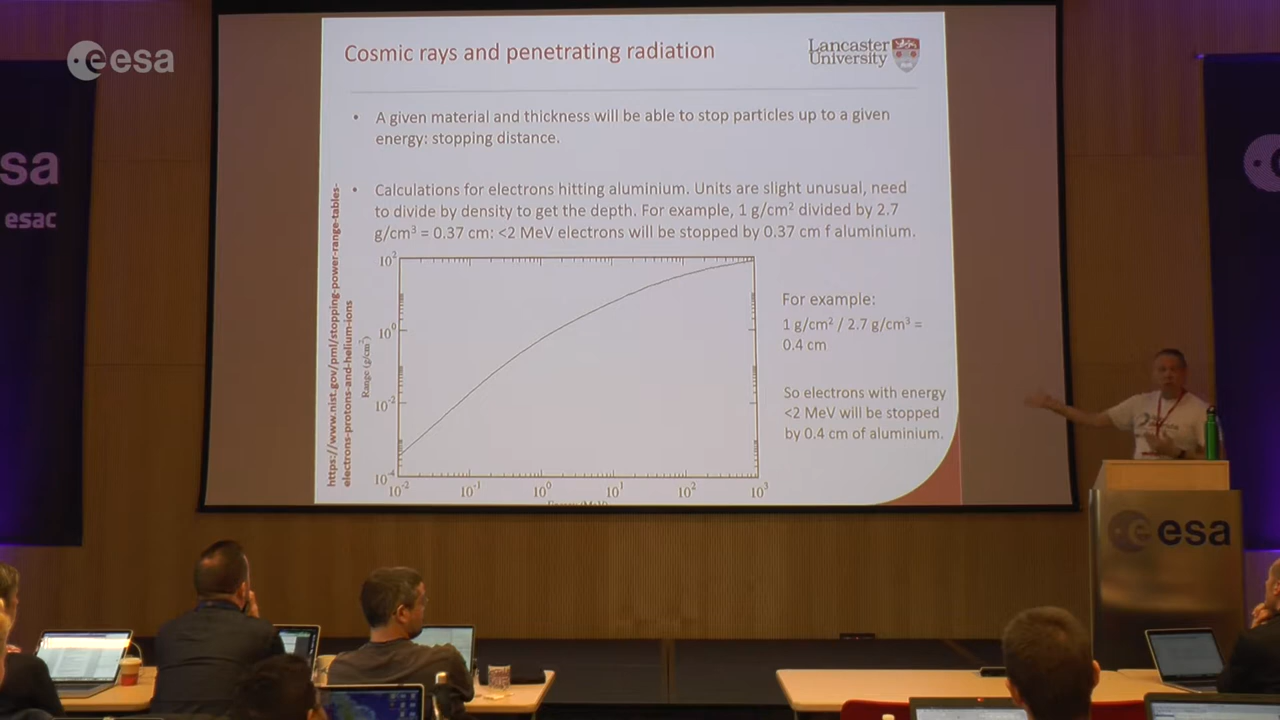 esa
sa
esac
Cosmic rays and penetrating radiation
Lancaster
University
• A given material and thickness will be able to stop particles up to a given
energy: stopping distance.
• Calculations for electrons hitting aluminium. Units are slight unusual, need
to divide by density to get the depth. For example, 1 g/cm² divided by 2.7
g/cm³ = 0.37 cm: <2 MeV electrons will be stopped by 0.37 cm f aluminium.
https://www.nist.gov/pml/stopping-power-range-tables-
electrons-protons-and-helium-ions
Range (g/cm²)
10²
10⁰
10⁻²
10⁻⁴
10⁻² 10⁻¹ 10⁰ 10¹ 10² 10³
For example:
1 g/cm² / 2.7 g/cm³ =
0.4 cm
So electrons with energy
<2 MeV will be stopped
by 0.4 cm of aluminium.
esa